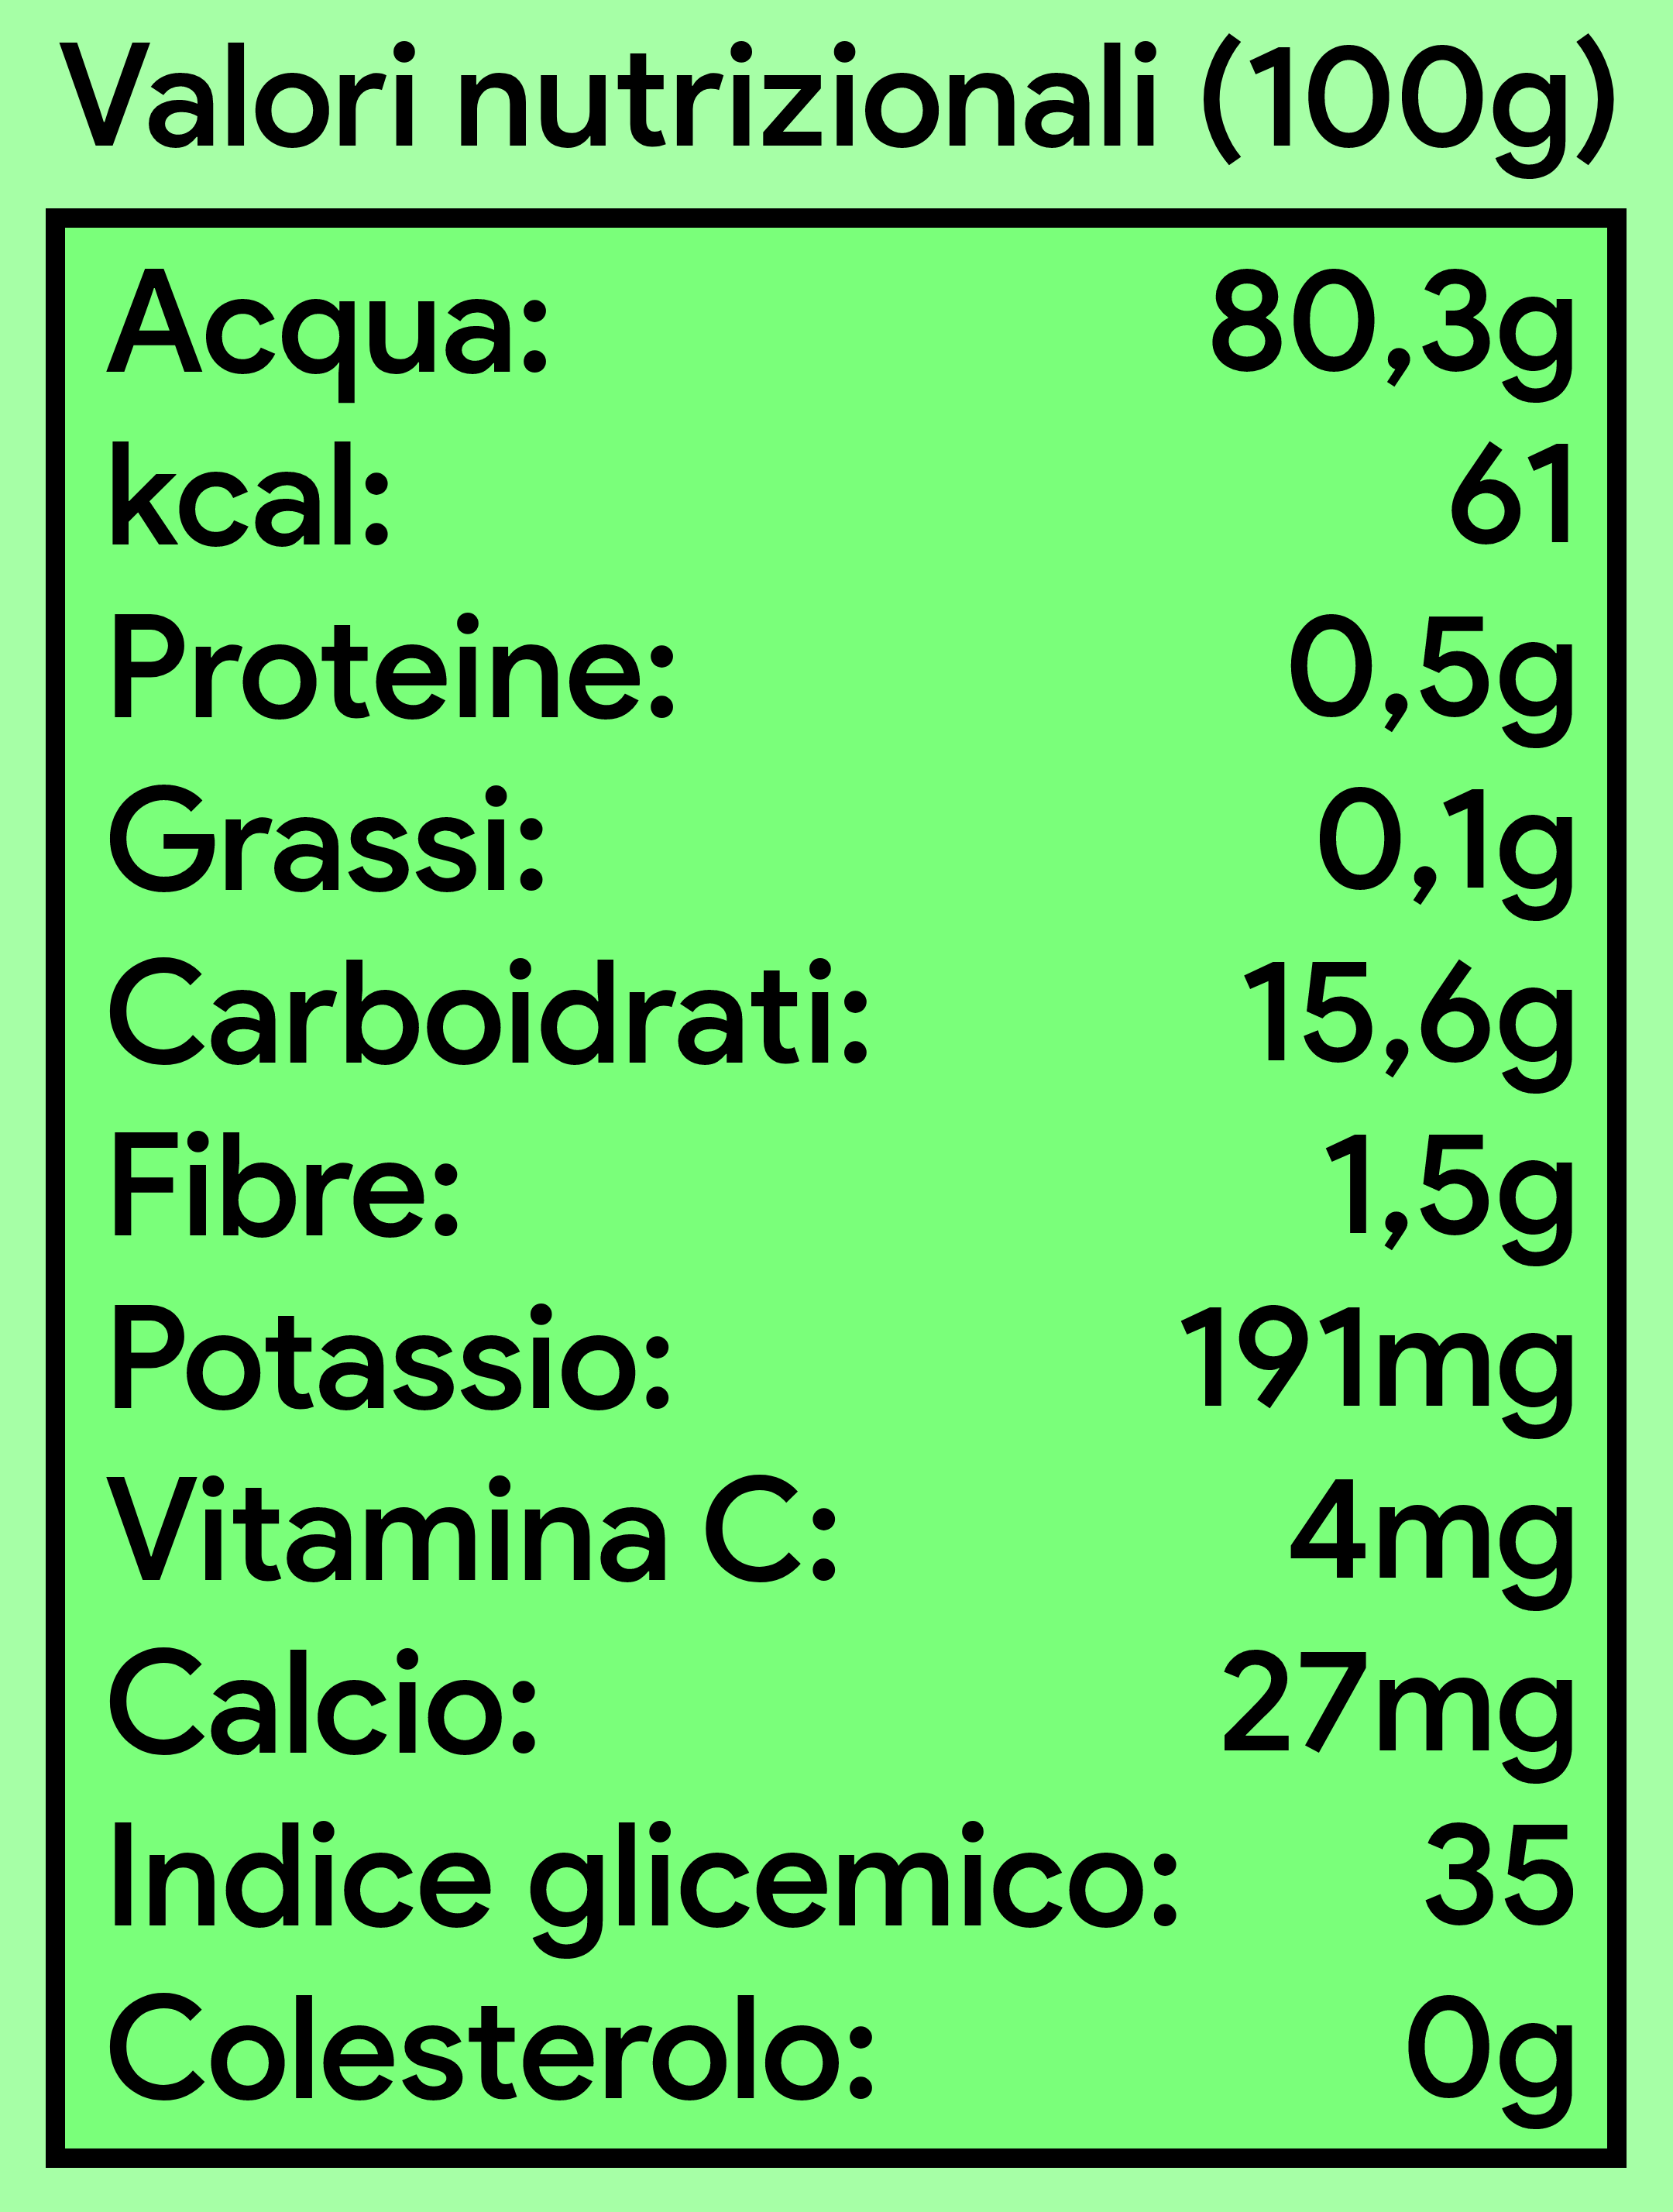 Valori nutrizionali (100g)
Acqua: 80,3g
kcal: 61
Proteine: 0,5g
Grassi: 0,1g
Carboidrati: 15,6g
Fibre: 1,5g
Potassio: 191mg
Vitamina C: 4mg
Calcio: 27mg
Indice glicemico: 35
Colesterolo: 0g